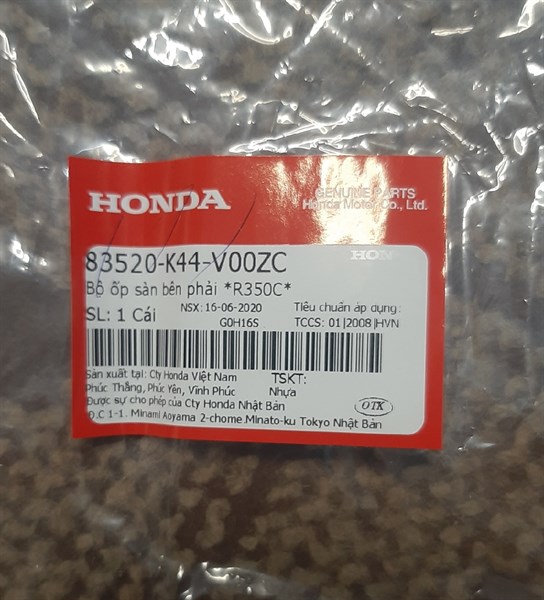 HONDA
GENUINE PARTS
Honda Motor Co., Ltd.
83520-K44-V00ZC
HON
Bộ ốp sàn bên phải *R350C*
SL: 1 Cái
NSX: 16-06-2020
Tiêu chuẩn áp dụng:
G0H16S
TCCS: 01|2008|HVN
Sản xuất tại: Cty Honda Việt Nam
TSKT:
Phúc Thắng, Phúc Yên, Vĩnh Phúc
Nhựa
Được sự cho phép của Cty Honda Nhật Bản
OTK
Đ.C 1-1. Minami Aoyama 2-chome Minato-ku Tokyo Nhật Bản